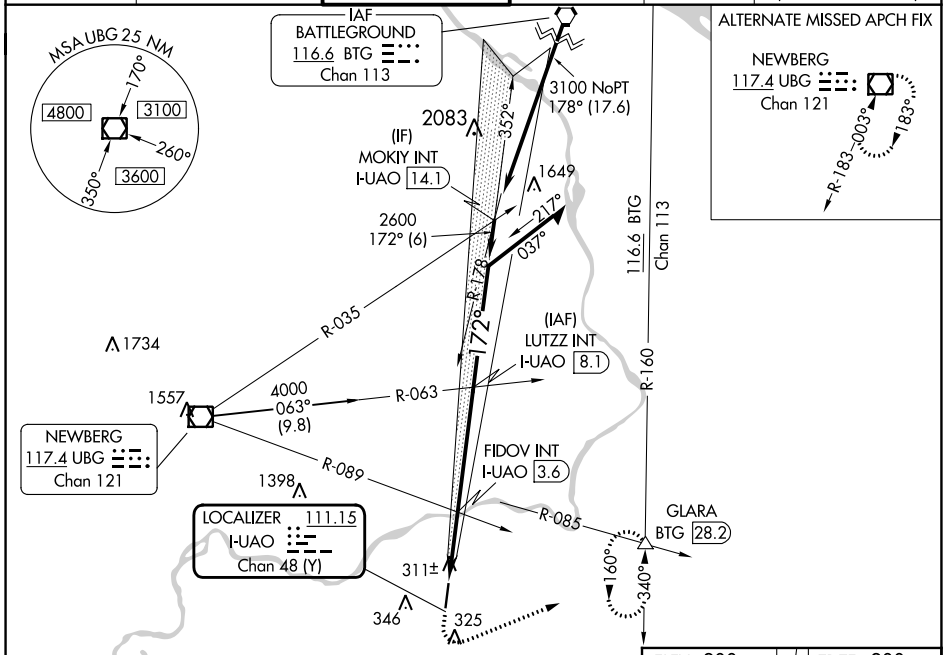 MSA UBG 25 NM
170°
4800
3100
260°
3600
350°
IAF
BATTLEGROUND
116.6 BTG
Chan 113
3100 NoPT
178° (17.6)
ALTERNATE MISSED APCH FIX
NEWBERG
117.4 UBG
Chan 121
R-183
003°
183°
2083
352°
(IF)
MOKIY INT
I-UAO 14.1
1649
217°
037°
2600
172° (6)
R-178
116.6 BTG
Chan 113
R-035
172°
(IAF)
LUTZZ INT
I-UAO 8.1
R-160
1734
1557
4000
063°
(9.8)
R-063
NEWBERG
117.4 UBG
Chan 121
R-089
FIDOV INT
I-UAO 3.6
1398
LOCALIZER 111.15
I-UAO
Chan 48 (Y)
R-085
GLARA
BTG 28.2
311±
160°
340°
346
325